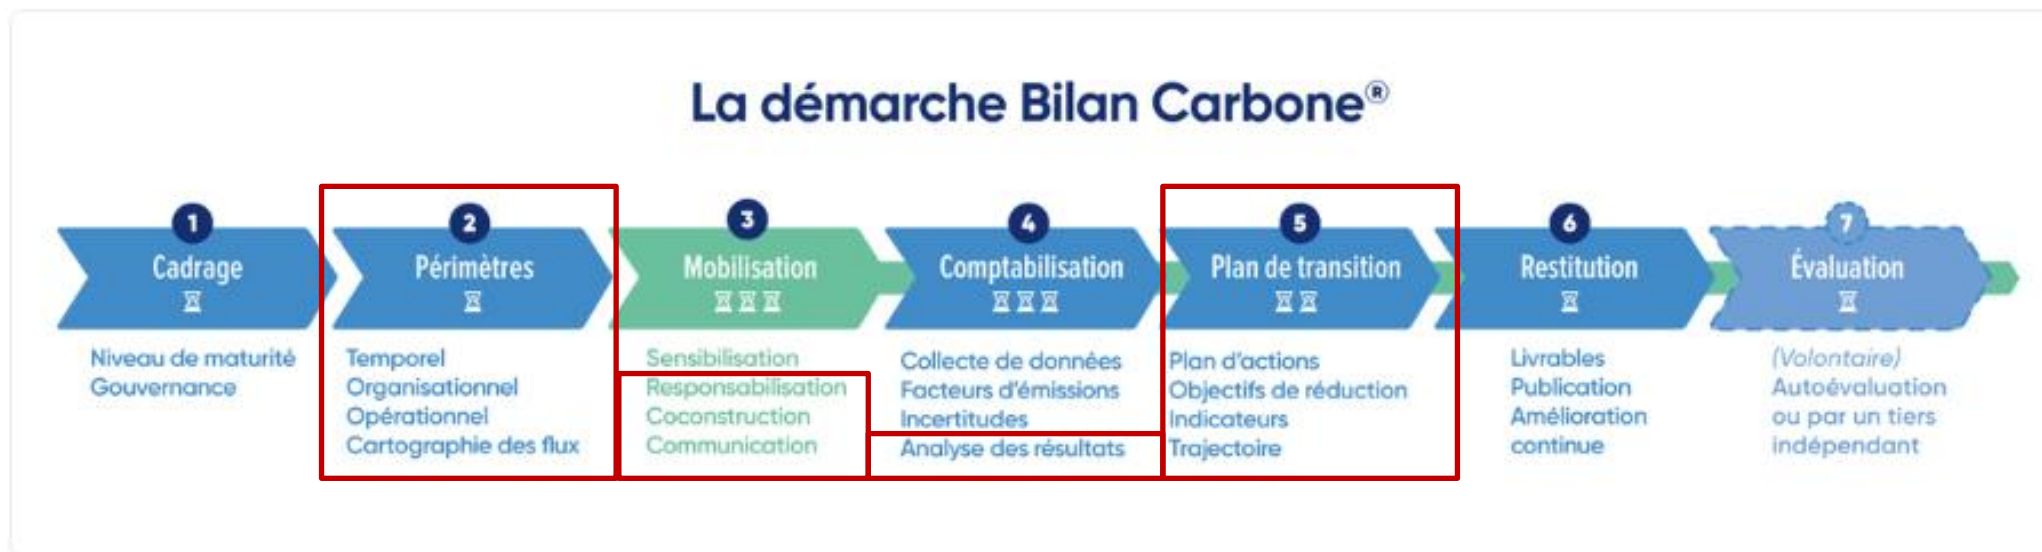 La démarche Bilan Carbone®
1
Cadrage
Niveau de maturité
Gouvernance
2
Périmètres
Temporel
Organisationnel
Opérationnel
Cartographie des flux
3
Mobilisation
Sensibilisation
Responsabilisation
Coconstruction
Communication
4
Comptabilisation
Collecte de données
Facteurs d'émissions
Incertitudes
Analyse des résultats
5
Plan de transition
Plan d'actions
Objectifs de réduction
Indicateurs
Trajectoire
6
Restitution
Livrables
Publication
Amélioration
continue
7
Évaluation
(Volontaire)
Autoévaluation
ou par un tiers
indépendant